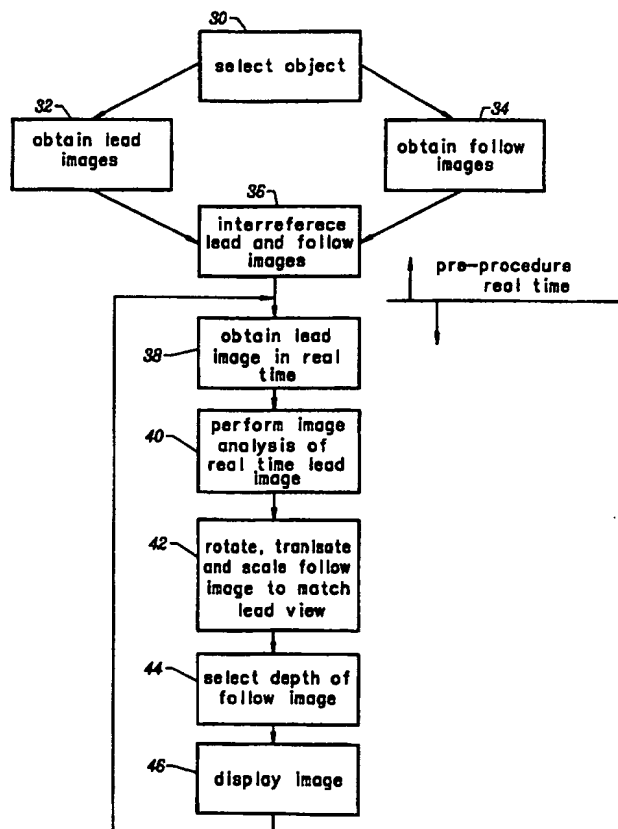 30
select object
32
obtain lead
images
34
obtain follow
images
36
interreferece
lead and follow
images
pre-procedure
real time
38
obtain lead
image in real
time
40
perform image
analysis of
real time lead
image
42
rotate, tranlsate
and scale follow
image to match
lead view
44
select depth of
follow image
46
display image